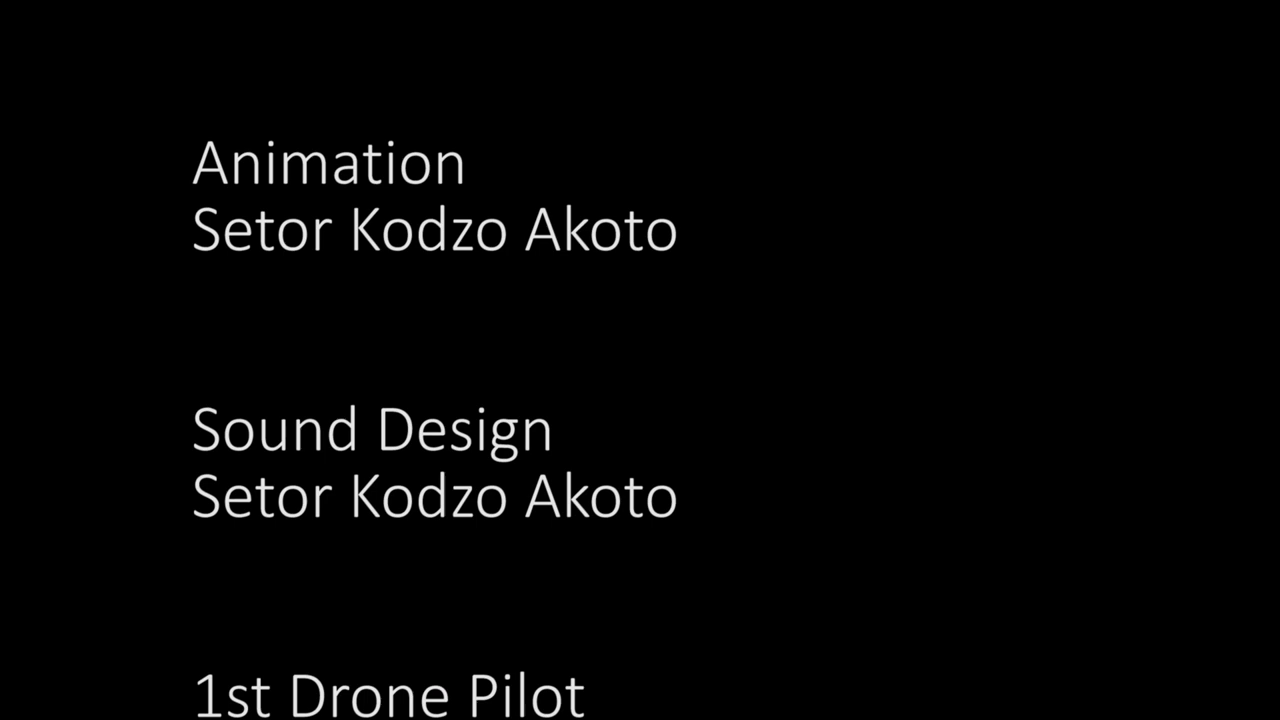 Animation
Setor Kodzo Akoto
Sound Design
Setor Kodzo Akoto
1st Drone Pilot